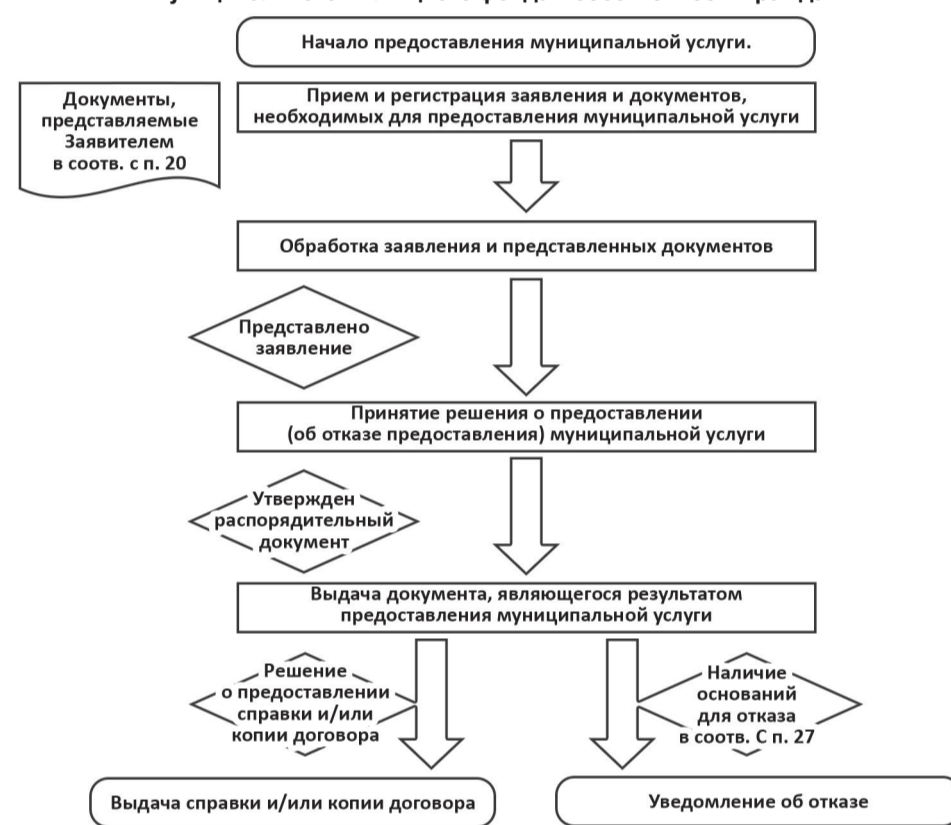 Начало предоставления муниципальной услуги.
Документы,
представляемые
Заявителем
в соотв. с п. 20
Прием и регистрация заявления и документов,
необходимых для предоставления муниципальной услуги
Обработка заявления и представленных документов
Представлено
заявление
Принятие решения о предоставлении
(об отказе предоставления) муниципальной услуги
Утвержден
распорядительный
документ
Выдача документа, являющегося результатом
предоставления муниципальной услуги
Решение
о предоставлении
справки и/или
копии договора
Наличие
оснований
для отказа
в соотв. С п. 27
Выдача справки и/или копии договора
Уведомление об отказе